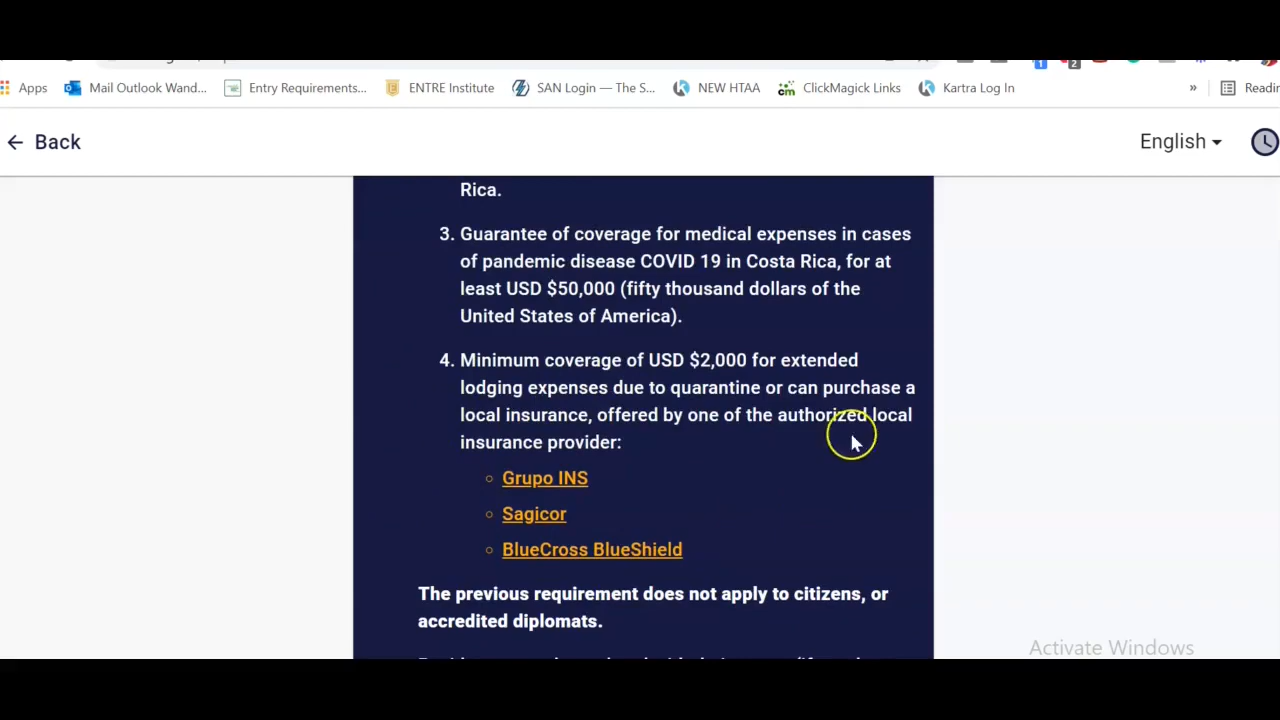 Apps Mail Outlook Wand... Entry Requirements... ENTRE Institute SAN Login — The S... NEW HTAA ClickMagick Links Kartra Log In » Readin
← Back English
Rica.
3. Guarantee of coverage for medical expenses in cases
of pandemic disease COVID 19 in Costa Rica, for at
least USD $50,000 (fifty thousand dollars of the
United States of America).
4. Minimum coverage of USD $2,000 for extended
lodging expenses due to quarantine or can purchase a
local insurance, offered by one of the authorized local
insurance provider:
Grupo INS
Sagicor
BlueCross BlueShield
The previous requirement does not apply to citizens, or
accredited diplomats.
Activate Windows